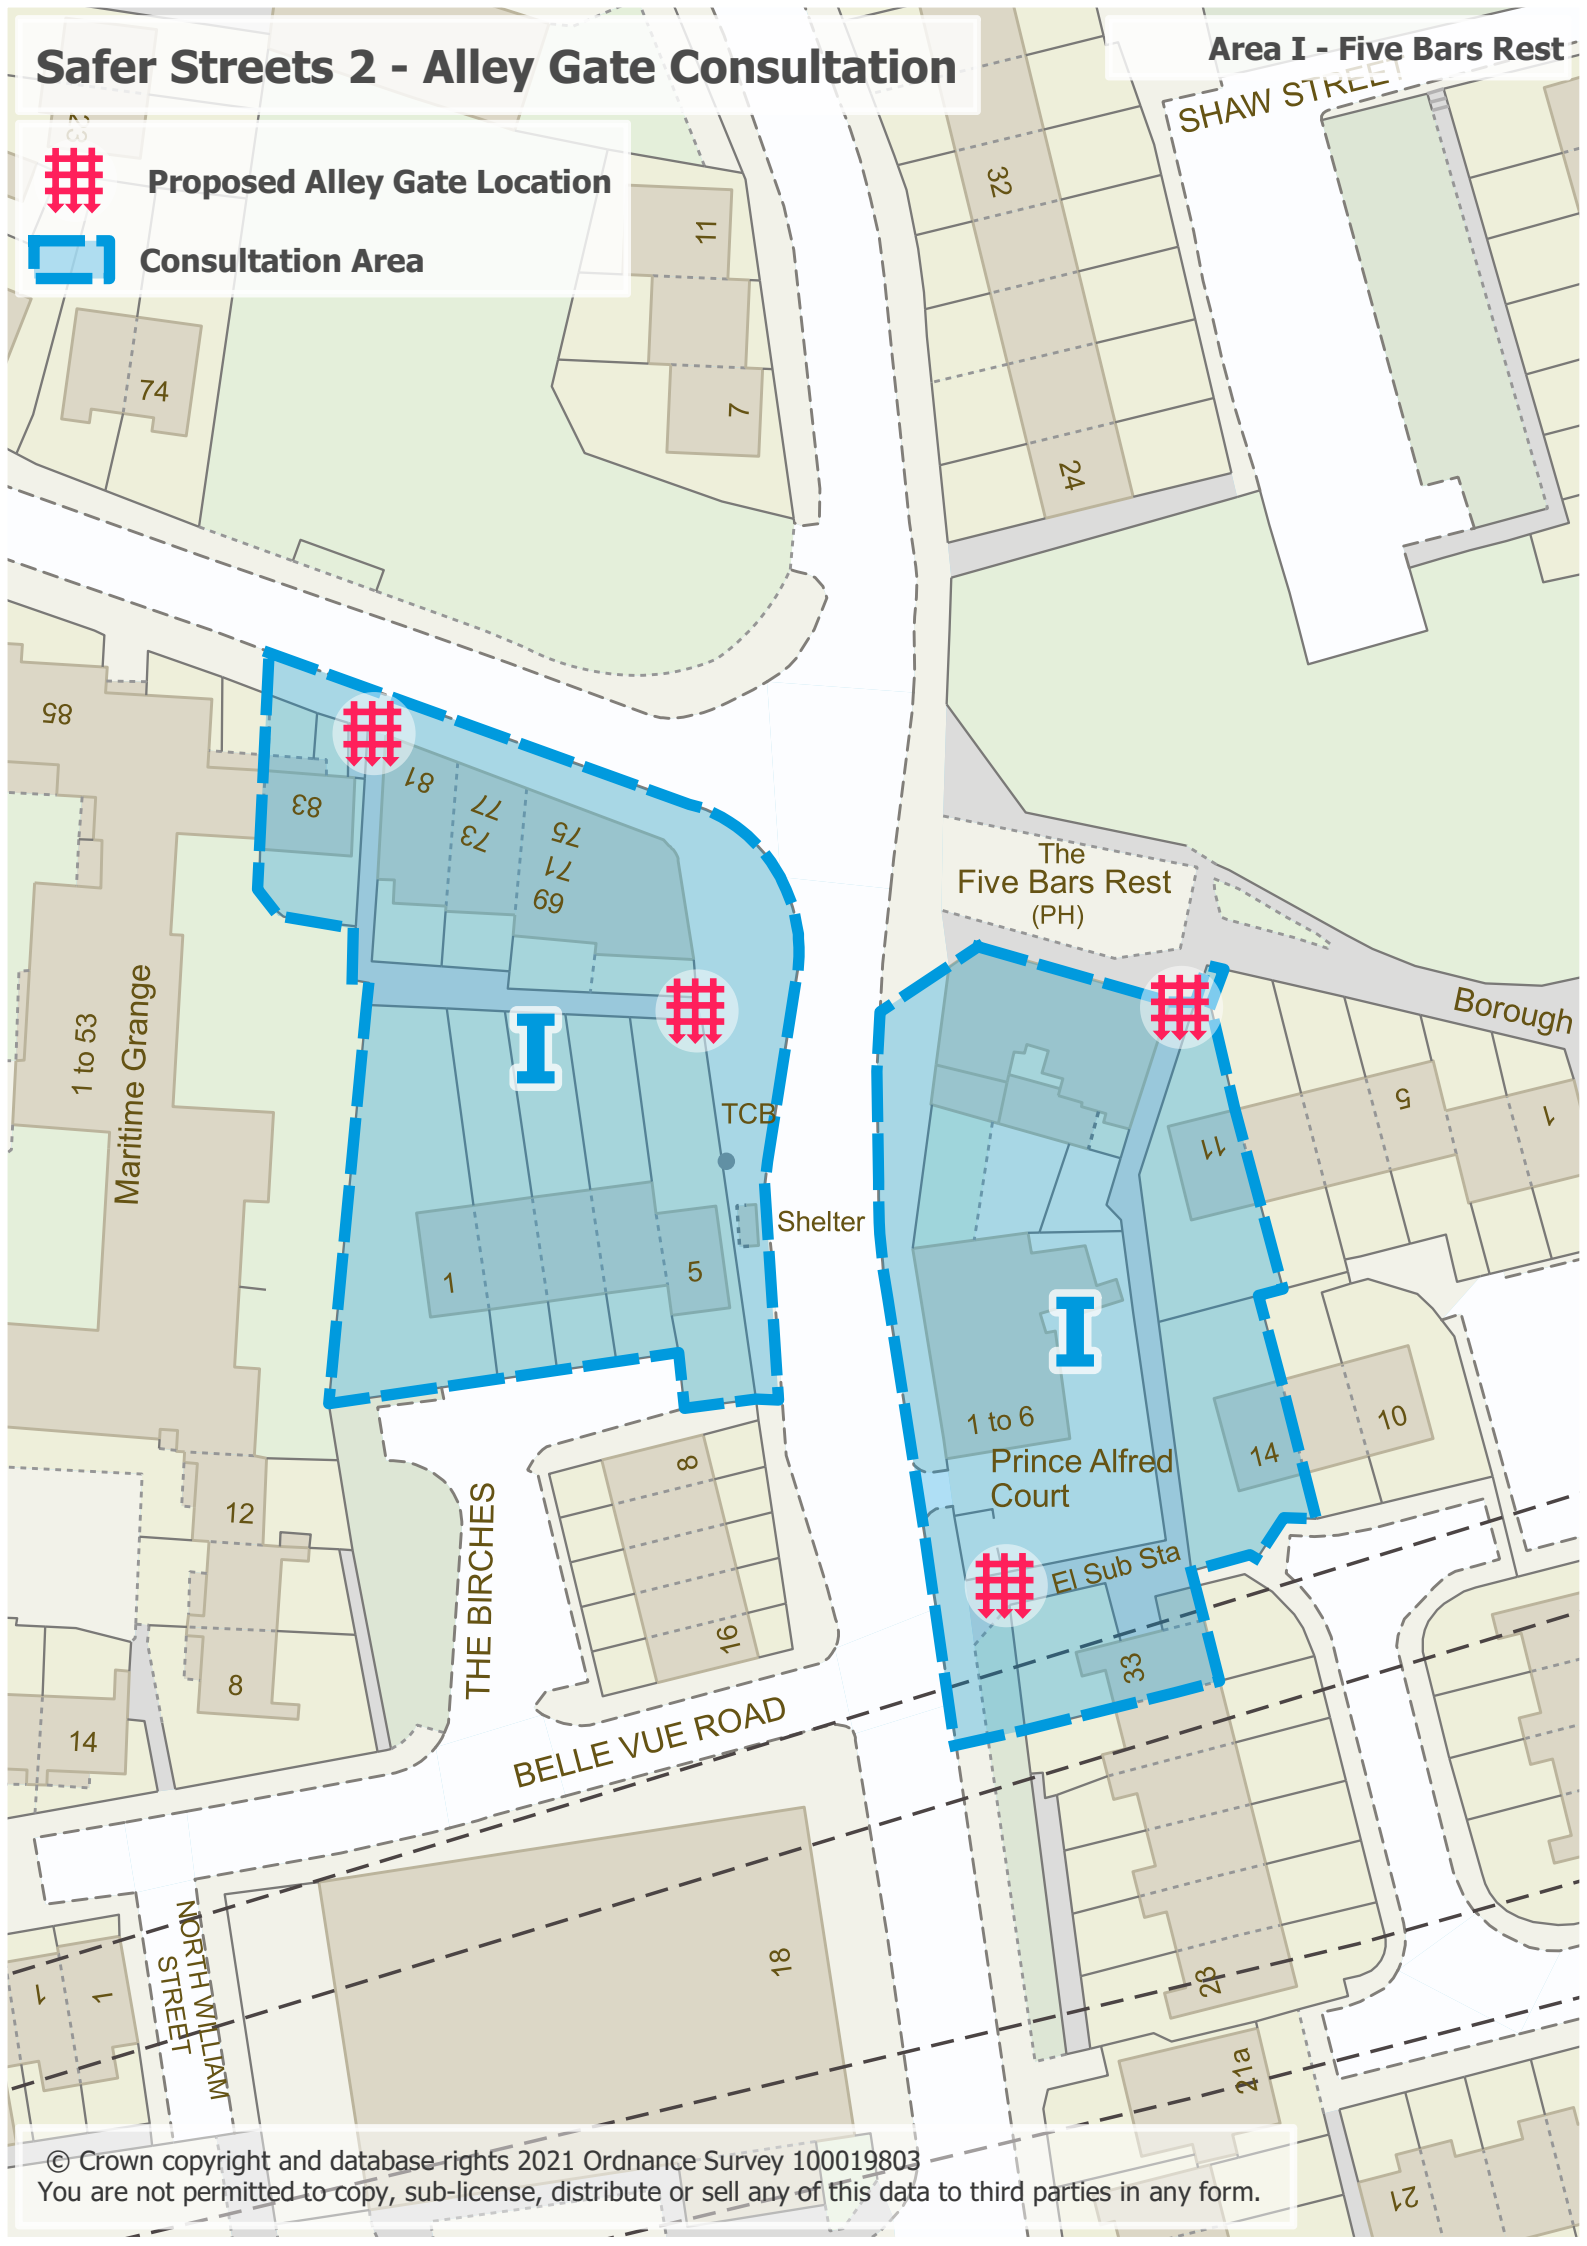 Safer Streets 2 - Alley Gate Consultation
Area I - Five Bars Rest
Proposed Alley Gate Location
Consultation Area
SHAW STREET
32
11
74
7
24
85
81
83
77
73
75
71
69
The
Five Bars Rest
(PH)
Borough
Maritime Grange
1 to 53
I
TCB
Shelter
1
5
11
5
1
I
1 to 6
Prince Alfred
Court
14
10
El Sub Sta
33
8
16
12
8
14
THE BIRCHES
BELLE VUE ROAD
NORTH WILLIAM
STREET
1
1
18
23
21a
21
© Crown copyright and database rights 2021 Ordnance Survey 100019803
You are not permitted to copy, sub-license, distribute or sell any of this data to third parties in any form.